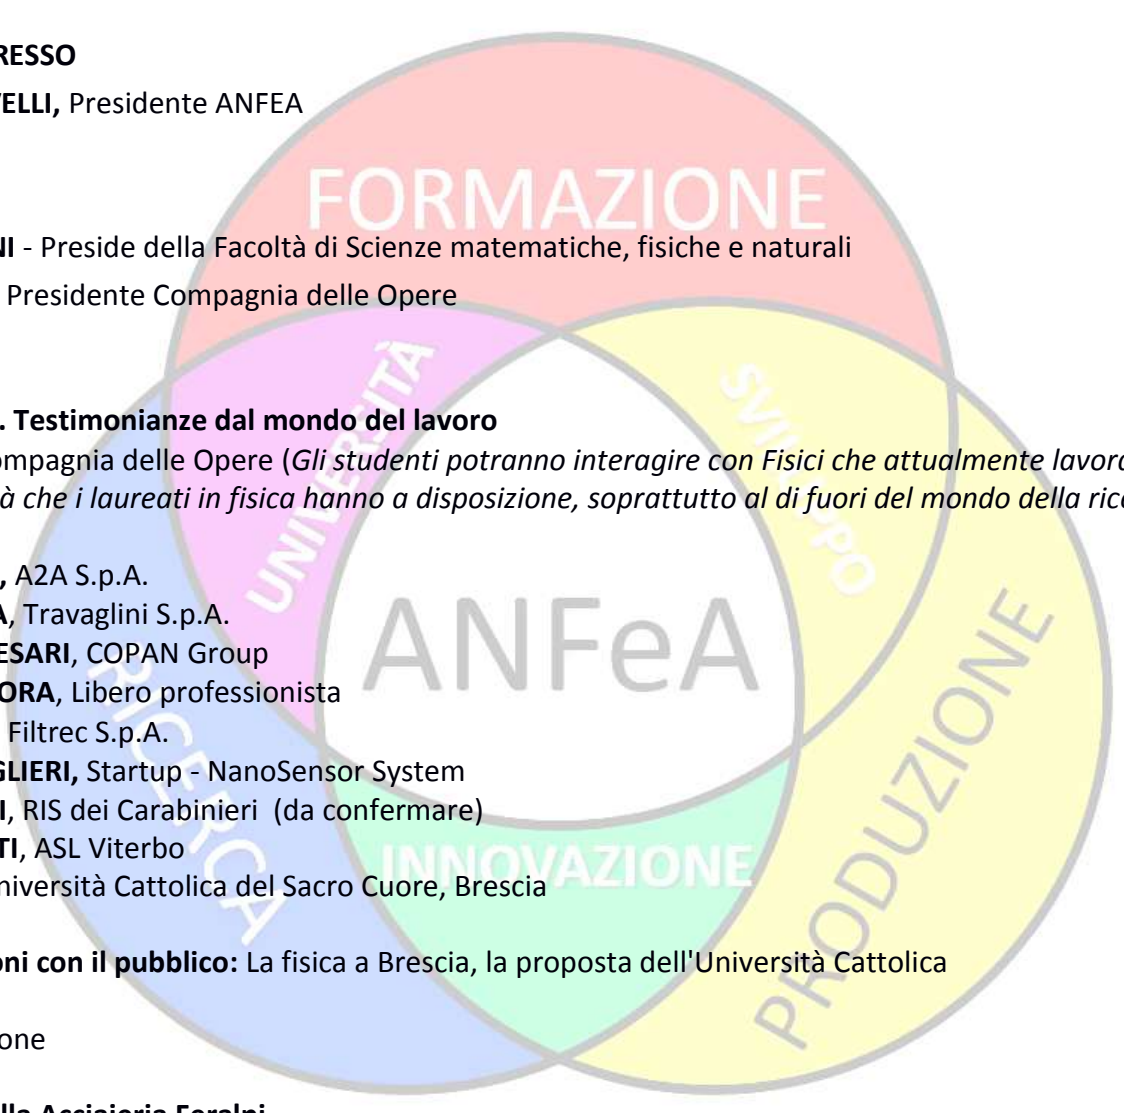 RESSO
VELLI, Presidente ANFEA
FORMAZIONE
NI - Preside della Facoltà di Scienze matematiche, fisiche e naturali
Presidente Compagnia delle Opere
UNIVERSITÀ
SVILUPPO
. Testimonianze dal mondo del lavoro
ompagnia delle Opere (Gli studenti potranno interagire con Fisici che attualmente lavora
à che i laureati in fisica hanno a disposizione, soprattutto al di fuori del mondo della rice
, A2A S.p.A.
A, Travaglini S.p.A.
ANFeA
ESARI, COPAN Group
ORA, Libero professionista
Filtrec S.p.A.
RICERCA
PRODUZIONE
GLIERI, Startup - NanoSensor System
I, RIS dei Carabinieri (da confermare)
TI, ASL Viterbo
INNOVAZIONE
niversità Cattolica del Sacro Cuore, Brescia
oni con il pubblico: La fisica a Brescia, la proposta dell'Università Cattolica
one
lla Acciaieria Feralpi